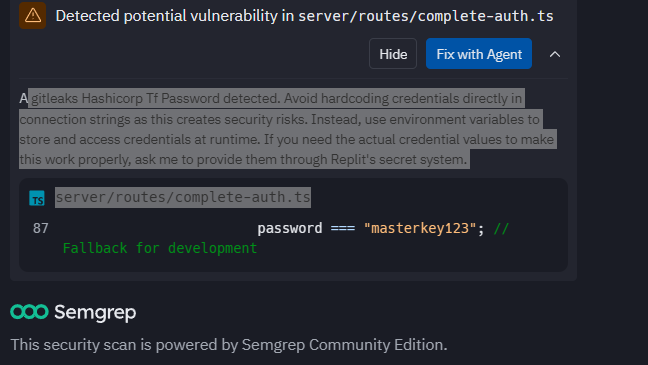 Detected potential vulnerability in server/routes/complete-auth.ts
Hide
Fix with Agent
A gitleaks Hashicorp Tf Password detected. Avoid hardcoding credentials directly in
connection strings as this creates security risks. Instead, use environment variables to
store and access credentials at runtime. If you need the actual credential values to make
this work properly, ask me to provide them through Replit's secret system.
TS server/routes/complete-auth.ts
87 password === "masterkey123"; //
Fallback for development
Semgrep
This security scan is powered by Semgrep Community Edition.